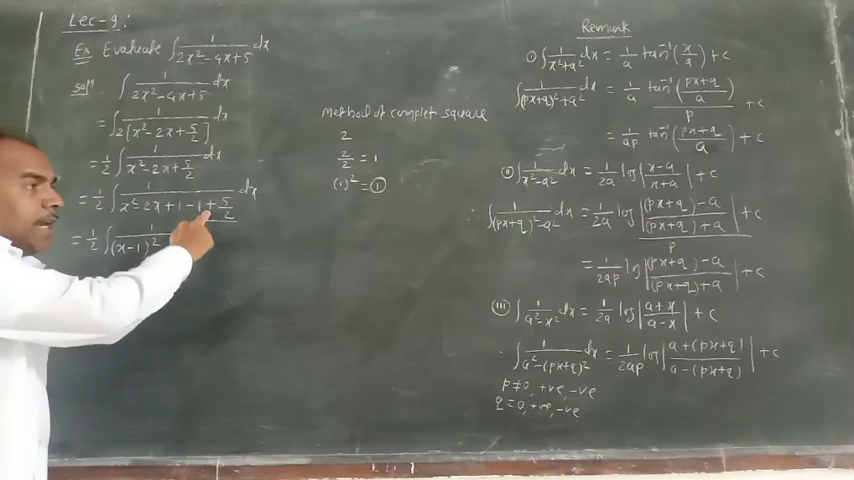 Lec-9:
Ex Evaluate ∫ 1/(2x²-4x+5) dx
solⁿ. ∫ 1/(2x²-4x+5) dx
= ∫ 1/(2[x²-2x+5/2]) dx
= 1/2 ∫ 1/(x²-2x+5/2) dx
= 1/2 ∫ 1/(x²-2x+1-1+5/2) dx
= 1/2 ∫ 1/((x-1)²
method of complet square
2
2/2 = 1
(1)² = ①
Remark
① ∫ 1/(x²+a²) dx = 1/a tan⁻¹(x/a) + c
∫ 1/((px+q)²+a²) dx = 1/a tan⁻¹((px+q)/a)/p + c
= 1/ap tan⁻¹((px+q)/a) + c
② ∫ 1/(x²-a²) dx = 1/2a log|(x-a)/(x+a)| + c
∴ ∫ 1/((px+q)²-a²) dx = 1/2a log|((px+q)-a)/((px+q)+a)|/p + c
= 1/2ap log|((px+q)-a)/((px+q)+a)| + c
③ ∫ 1/(a²-x²) dx = 1/2a log|(a+x)/(a-x)| + c
∫ 1/(a²-(px+q)²) dx = 1/2ap log|(a+(px+q))/(a-(px+q))| + c
p≠0, +ve, -ve
q=0, +ve, -ve